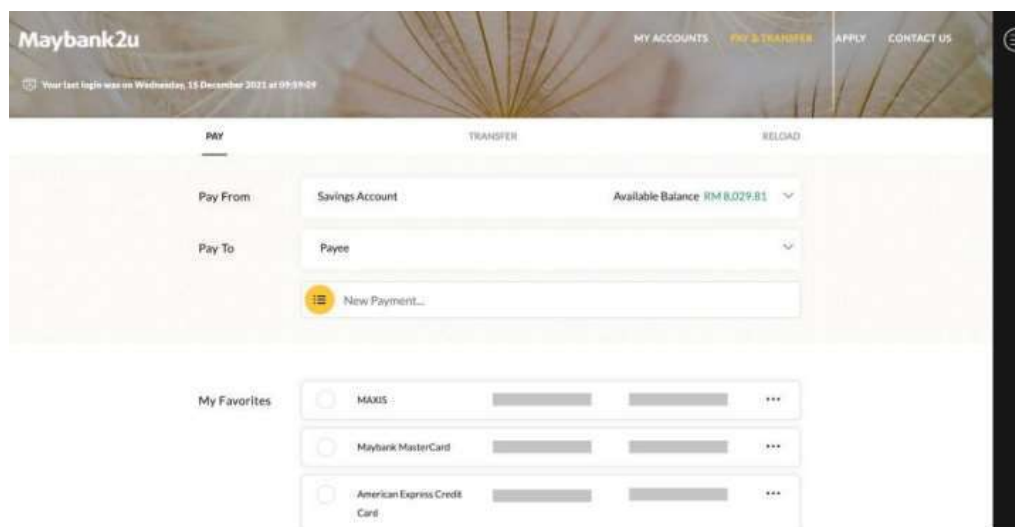 Maybank2u
MY ACCOUNTS PAY & TRANSFER APPLY CONTACT US
Your last login was on Wednesday, 15 December 2021 at 09:59:09
PAY TRANSFER RELOAD
Pay From Savings Account Available Balance RM 8,029.81
Pay To Payee
New Payment...
My Favorites MAXIS
Maybank MasterCard
American Express Credit
Card